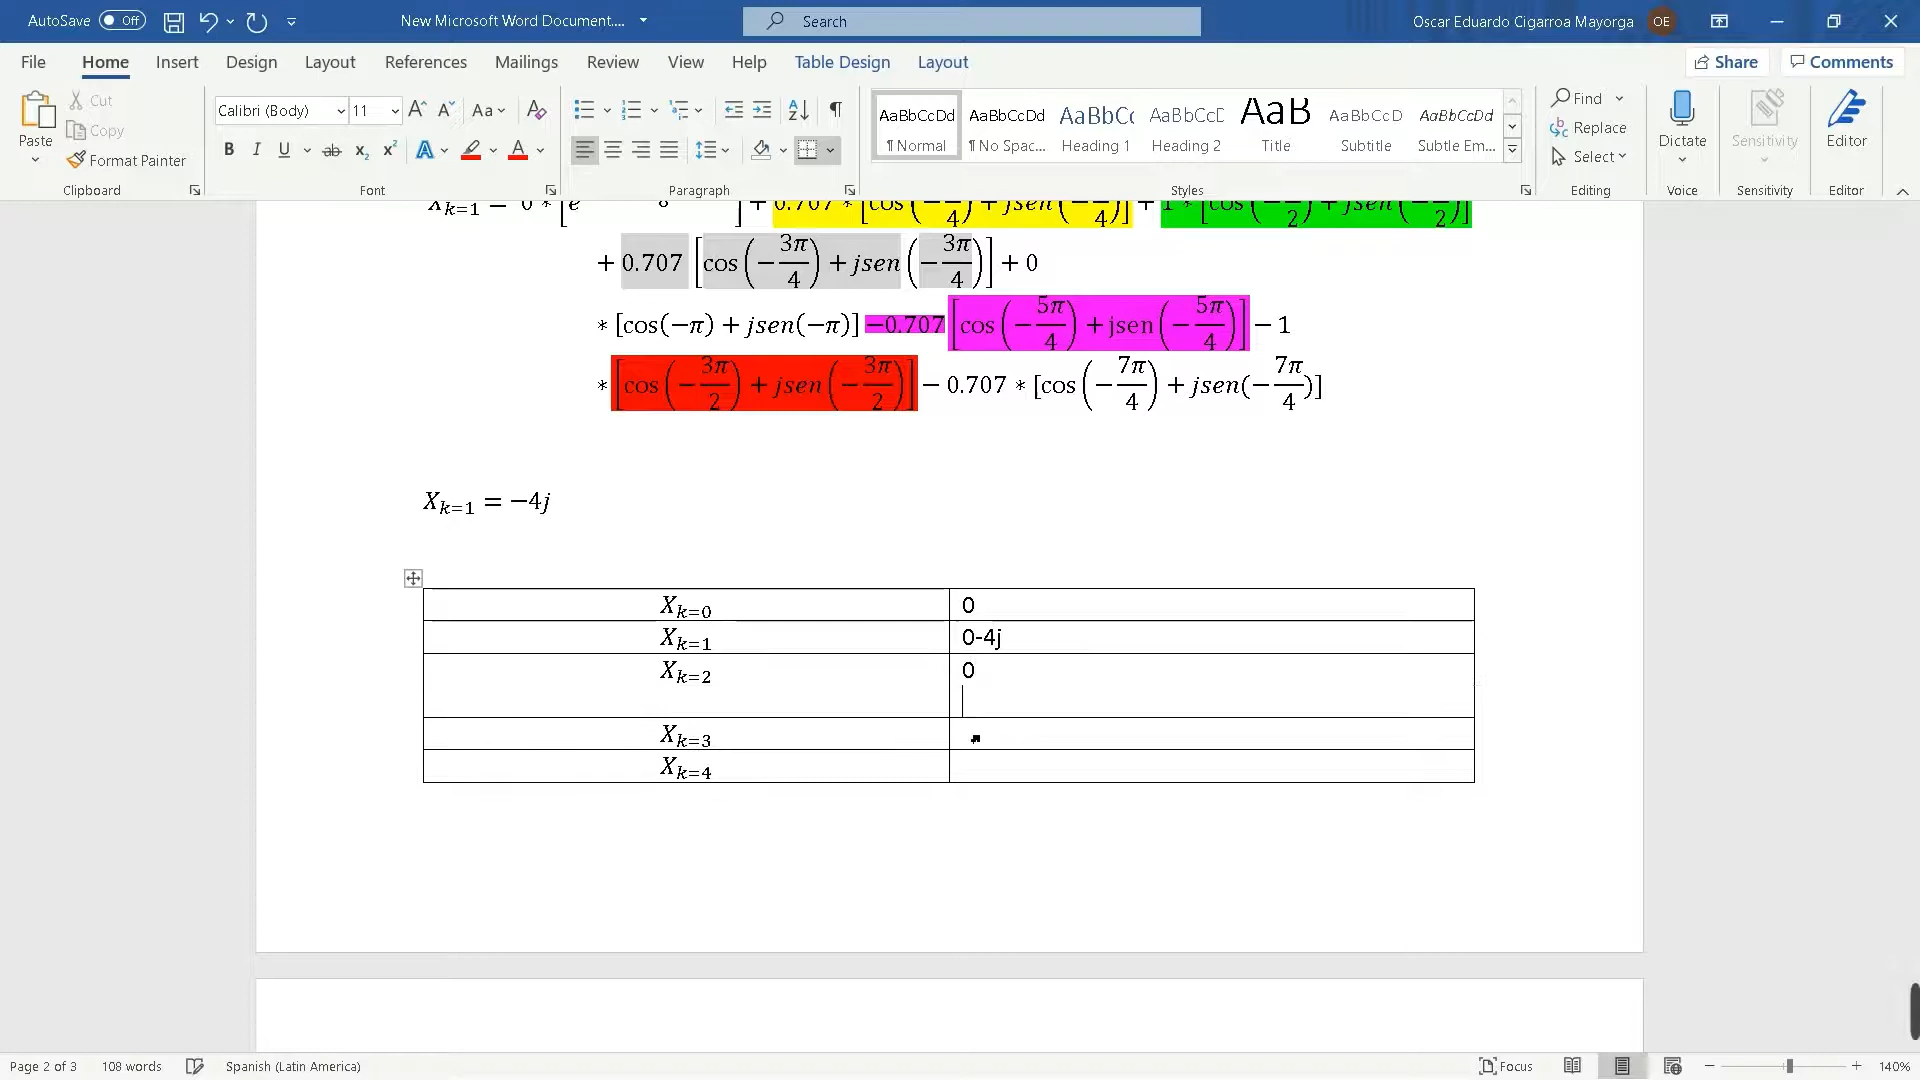 AutoSave Off New Microsoft Word Document.... Search Oscar Eduardo Cigarroa Mayorga OE
File Home Insert Design Layout References Mailings Review View Help Table Design Layout Share Comments
Paste Cut Copy Format Painter
Calibri (Body) 11 Aa
B I U ab x₂ x² A A
AaBbCcDd AaBbCcDd AaBbCc AaBbCcD AaB AaBbCcD AaBbCcDd
¶ Normal ¶ No Spac... Heading 1 Heading 2 Title Subtitle Subtle Em...
Find Replace Select
Dictate Sensitivity Editor
Clipboard Font Paragraph Styles Editing Voice Sensitivity Editor
+ 0.707 [cos(−3π/4) + jsen(−3π/4)] + 0
∗ [cos(−π) + jsen(−π)] −0.707 [cos(−5π/4) + jsen(−5π/4)] − 1
∗ [cos(−3π/2) + jsen(−3π/2)] − 0.707 ∗ [cos(−7π/4) + jsen(−7π/4)]
X_{k=1} = −4j
X_{k=0} 0
X_{k=1} 0-4j
X_{k=2} 0
X_{k=3}
X_{k=4}
Page 2 of 3 108 words Spanish (Latin America) Focus 140%